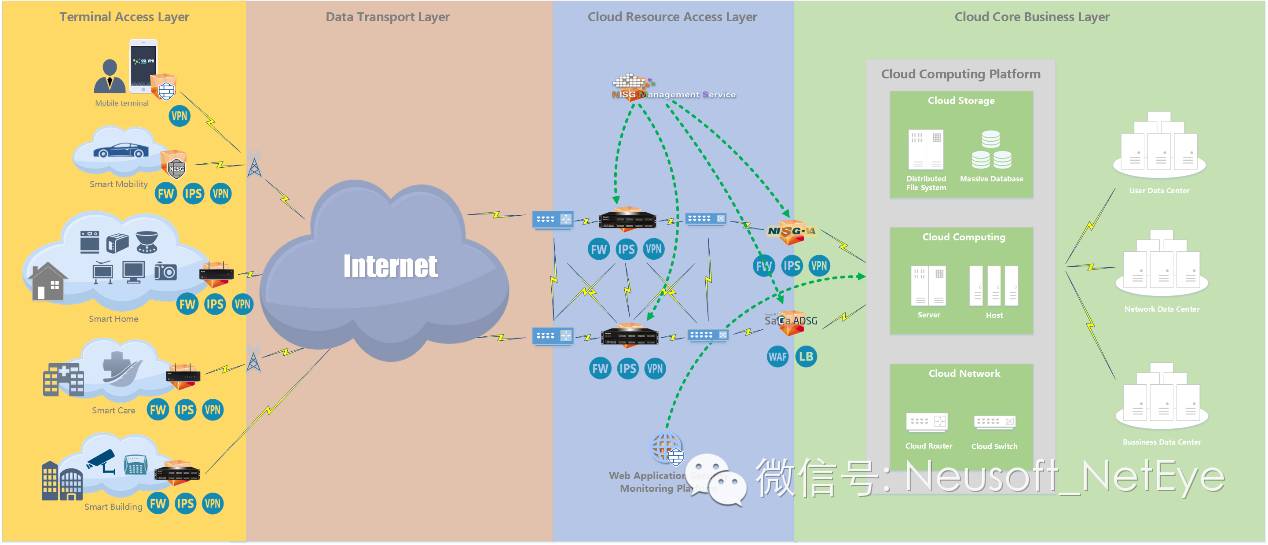 Terminal Access Layer
Data Transport Layer
Cloud Resource Access Layer
Cloud Core Business Layer
Mobile terminal
VPN
NISG
Smart Mobility
FW IPS VPN
Smart Home
FW IPS VPN
Smart Care
FW IPS VPN
Smart Building
FW IPS VPN
Internet
NISG Management Service
FW IPS VPN
NISG-VA
FW IPS VPN
FW IPS VPN
SaCa ADSG
WAF LB
Web Application
Monitoring Pla
Cloud Computing Platform
Cloud Storage
Distributed
File System
Massive Database
Cloud Computing
Server
Host
Cloud Network
Cloud Router
Cloud Switch
User Data Center
Network Data Center
Bussiness Data Center
微信号: Neusoft_NetEye